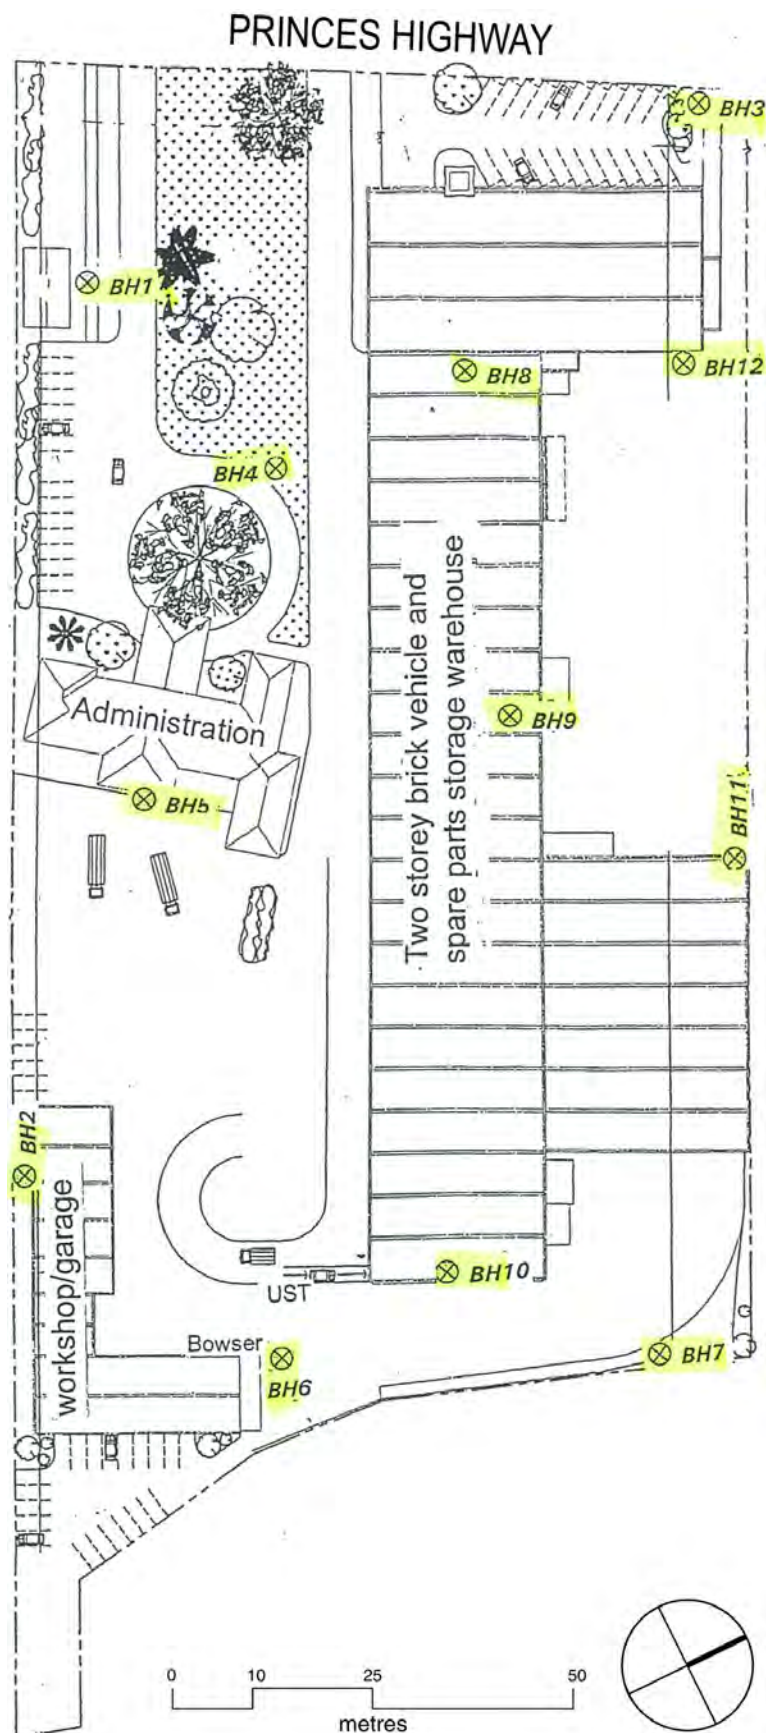 PRINCES HIGHWAY
BH3
BH1
BH8
BH12
BH4
Two storey brick vehicle and
spare parts storage warehouse
Administration
BH9
BH5
BH11
BH2
workshop/garage
UST
BH10
Bowser
BH6
BH7
0 10 25 50
metres